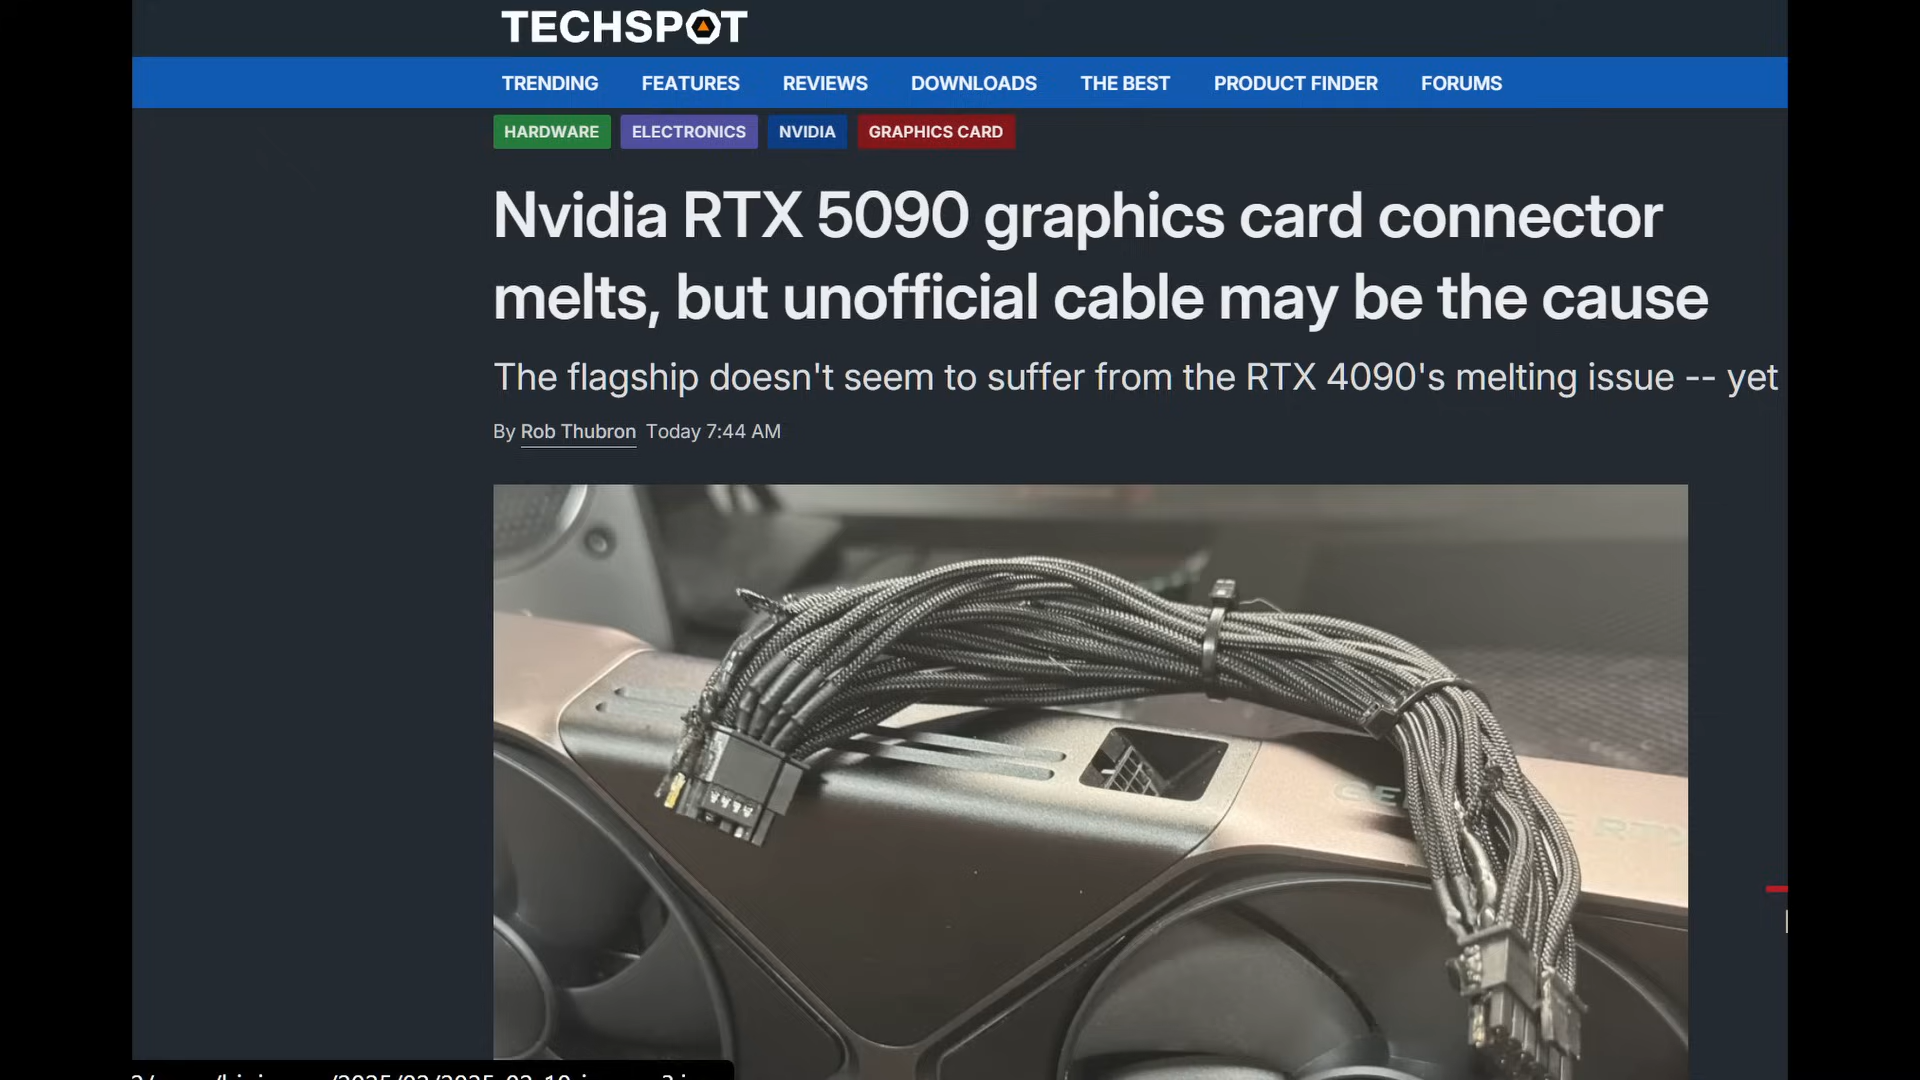 TECHSPOT
TRENDING FEATURES REVIEWS DOWNLOADS THE BEST PRODUCT FINDER FORUMS
HARDWARE ELECTRONICS NVIDIA GRAPHICS CARD
Nvidia RTX 5090 graphics card connector
melts, but unofficial cable may be the cause
The flagship doesn't seem to suffer from the RTX 4090's melting issue -- yet
By Rob Thubron Today 7:44 AM
RTX